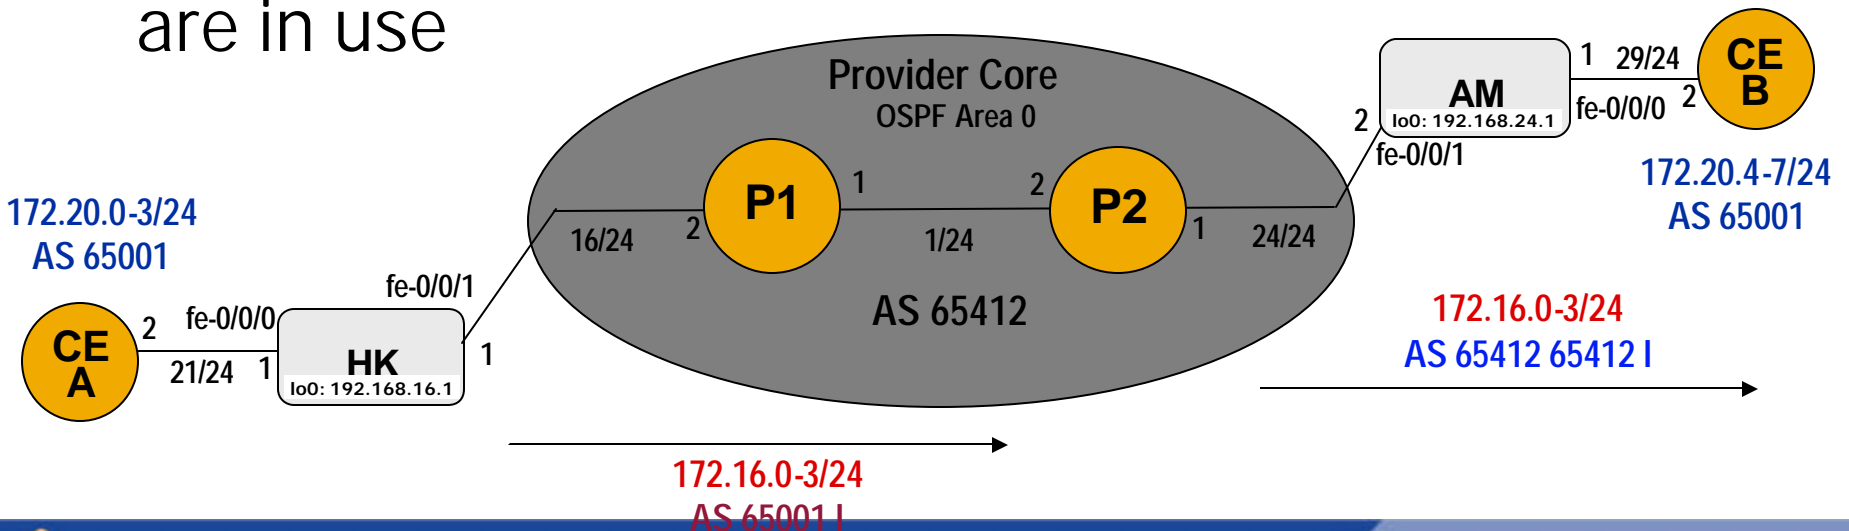 are in use
Provider Core
OSPF Area 0
P1
P2
1
2
2
16/24
1/24
1
24/24
AS 65412
AM
lo0: 192.168.24.1
1
29/24
CE
B
fe-0/0/0
2
2
fe-0/0/1
172.20.4-7/24
AS 65001
172.20.0-3/24
AS 65001
CE
A
2
fe-0/0/0
21/24
1
HK
lo0: 192.168.16.1
fe-0/0/1
1
172.16.0-3/24
AS 65412 65412 I
172.16.0-3/24
AS 65001 I